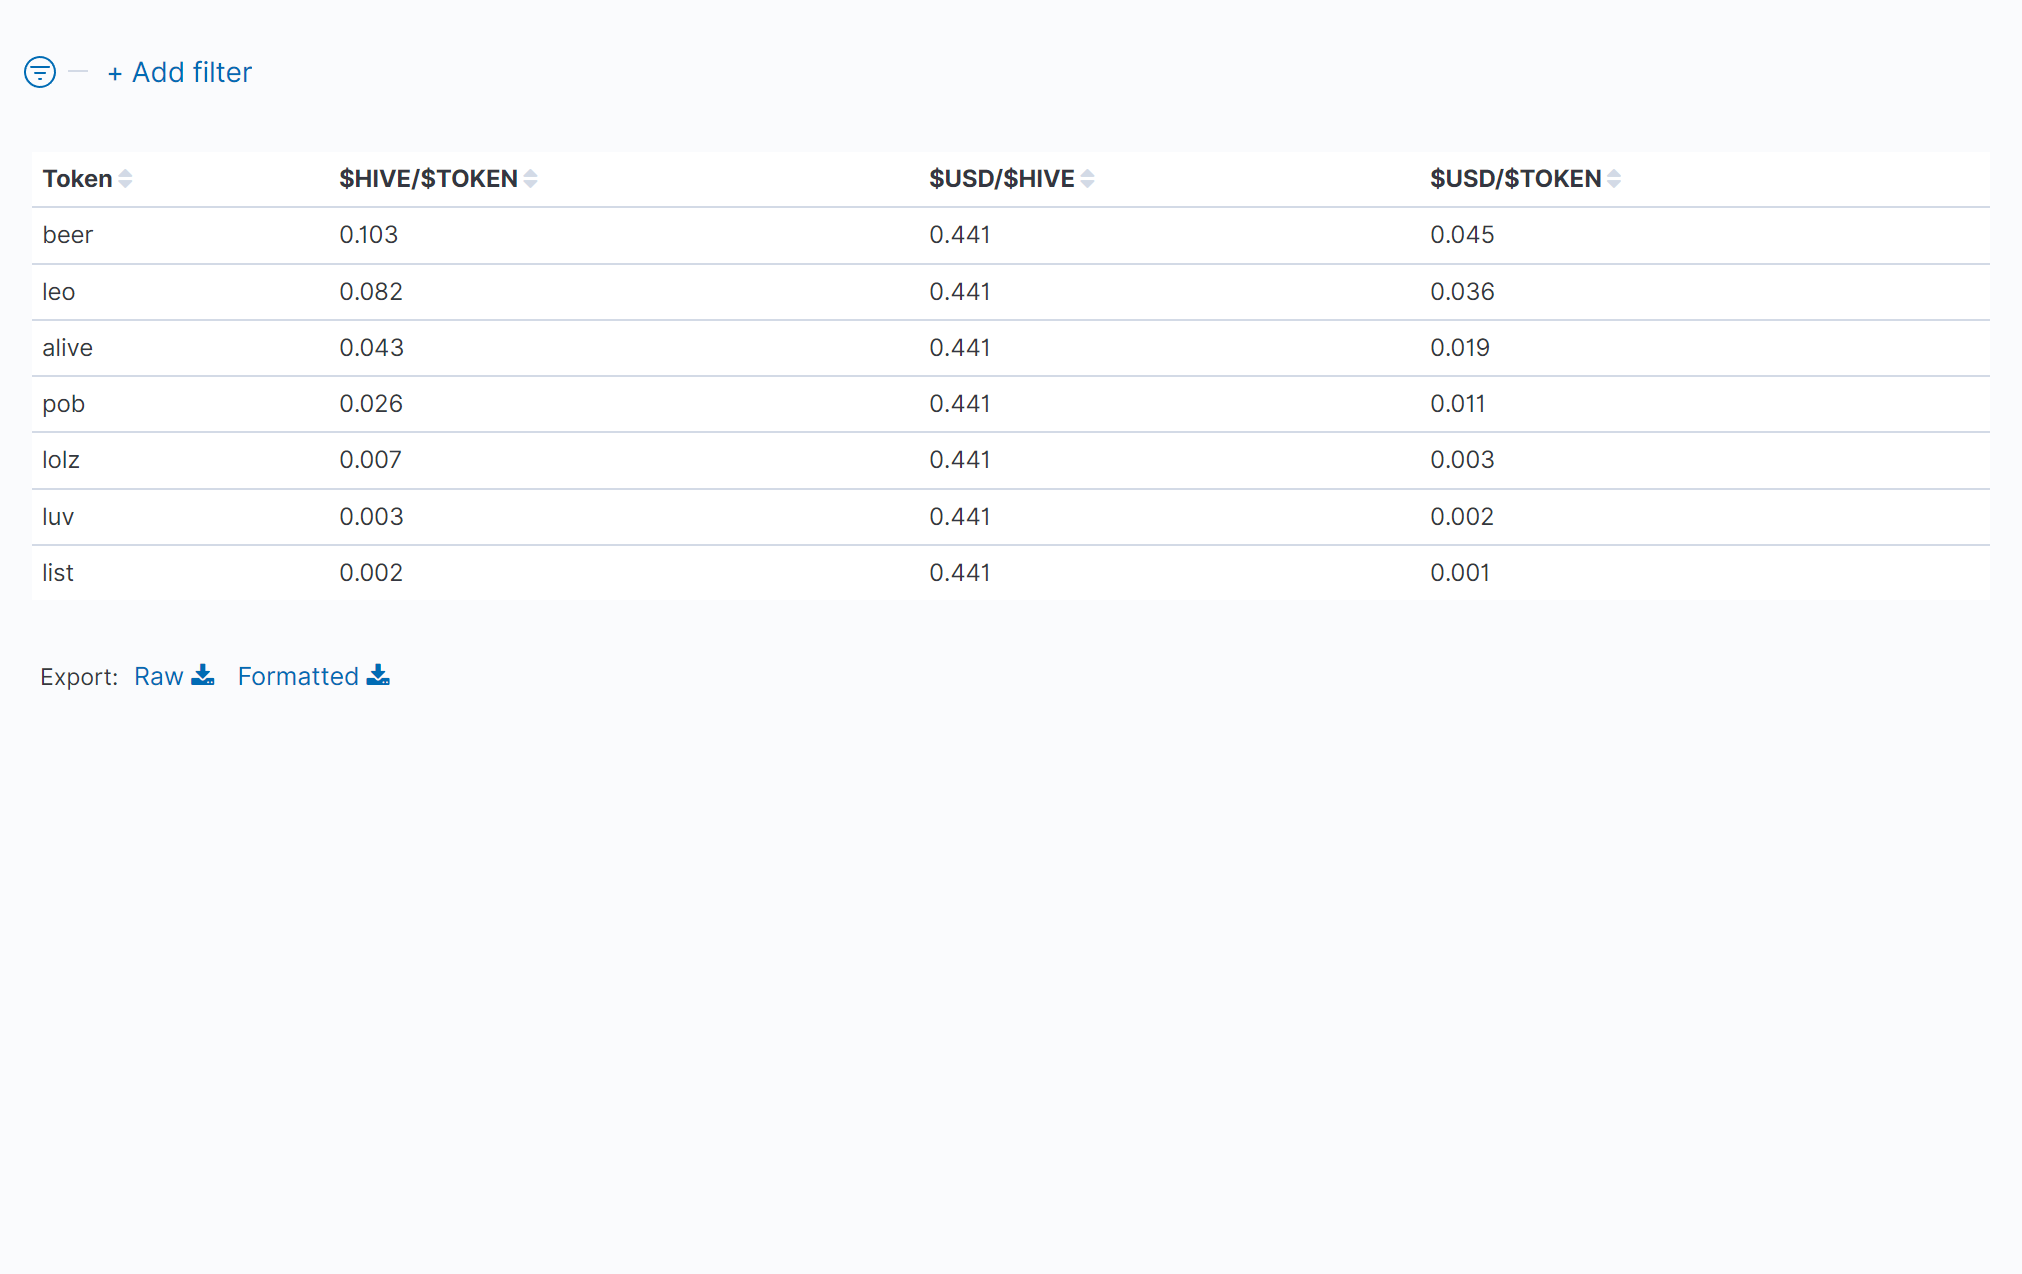 + Add filter
Token $HIVE/$TOKEN $USD/$HIVE $USD/$TOKEN
beer 0.103 0.441 0.045
leo 0.082 0.441 0.036
alive 0.043 0.441 0.019
pob 0.026 0.441 0.011
lolz 0.007 0.441 0.003
luv 0.003 0.441 0.002
list 0.002 0.441 0.001
Export: Raw Formatted